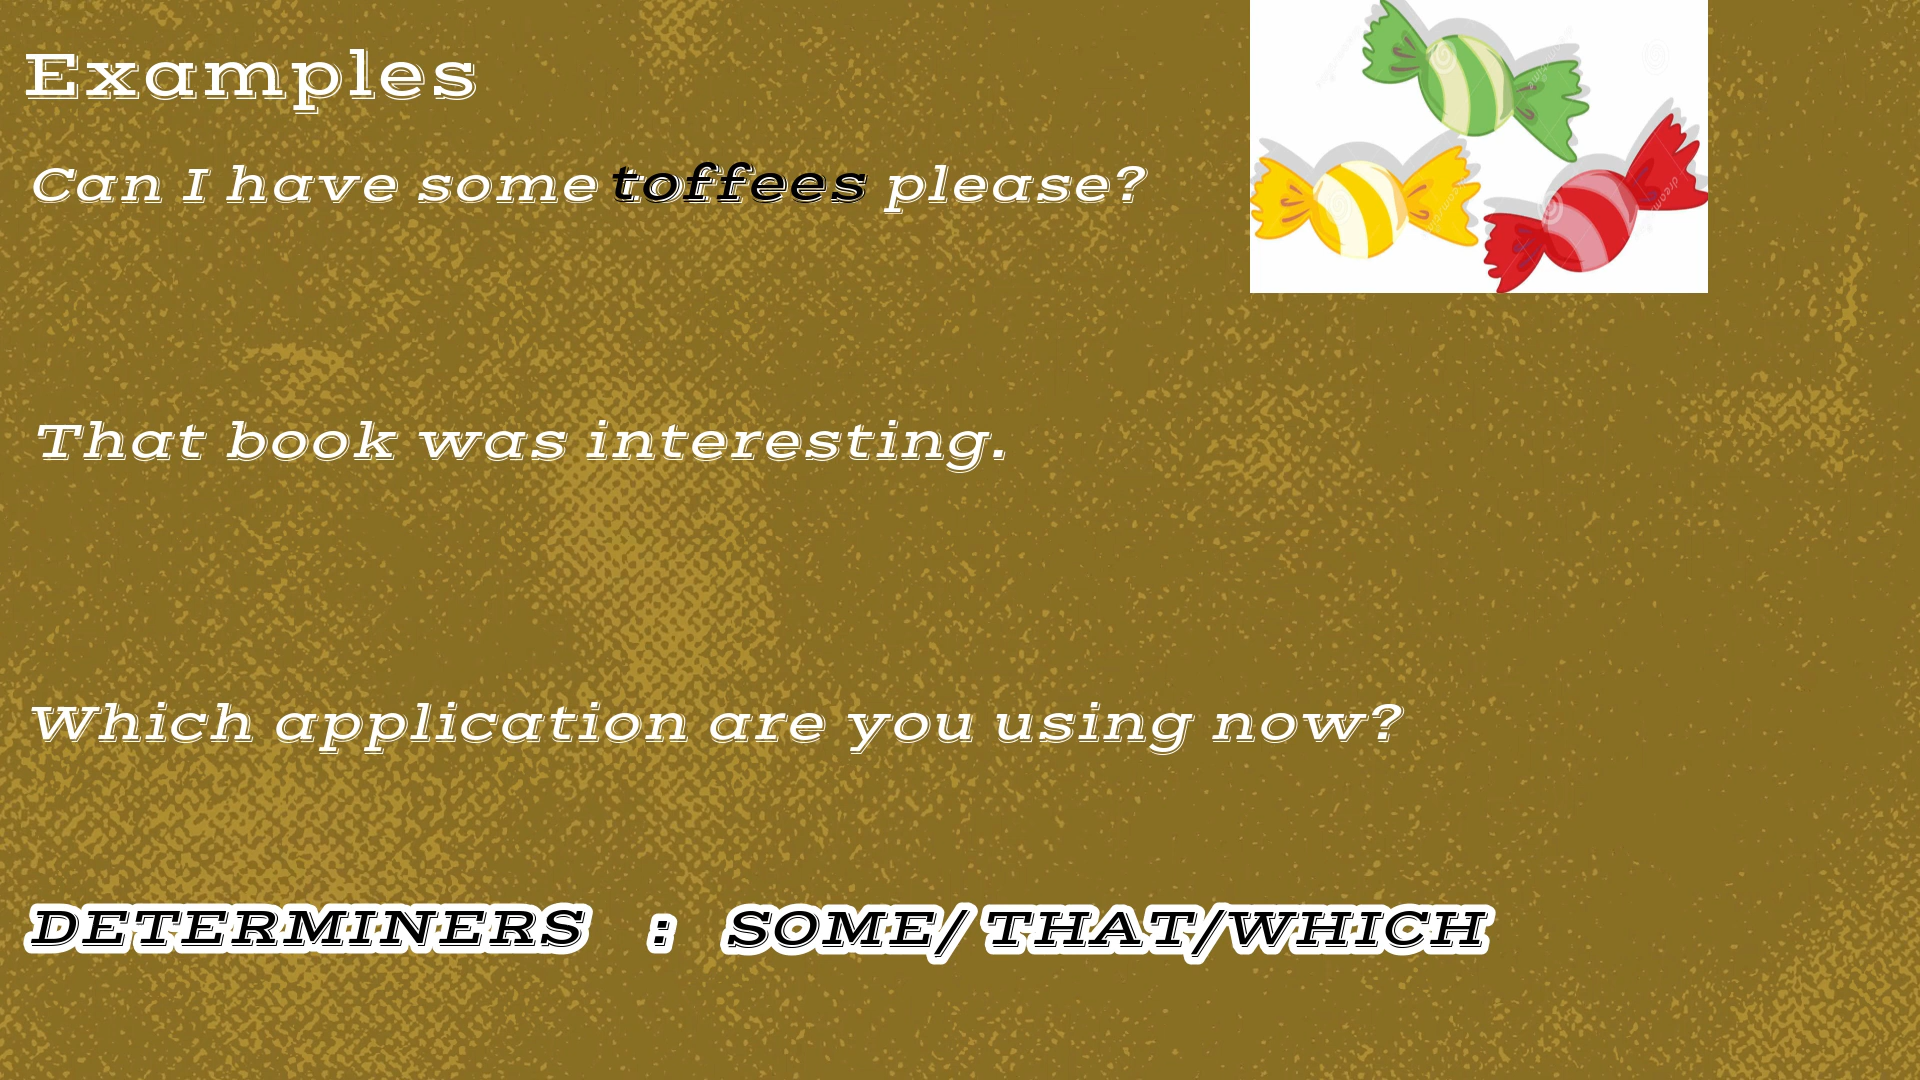 Examples
Can I have some toffees please?
That book was interesting.
Which application are you using now?
DETERMINERS : SOME/ THAT/WHICH